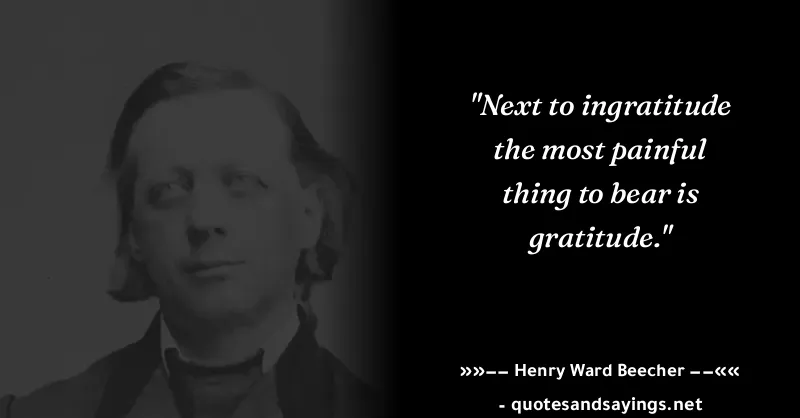 "Next to ingratitude
the most painful
thing to bear is
gratitude."
»»−− Henry Ward Beecher −−««
- quotesandsayings.net